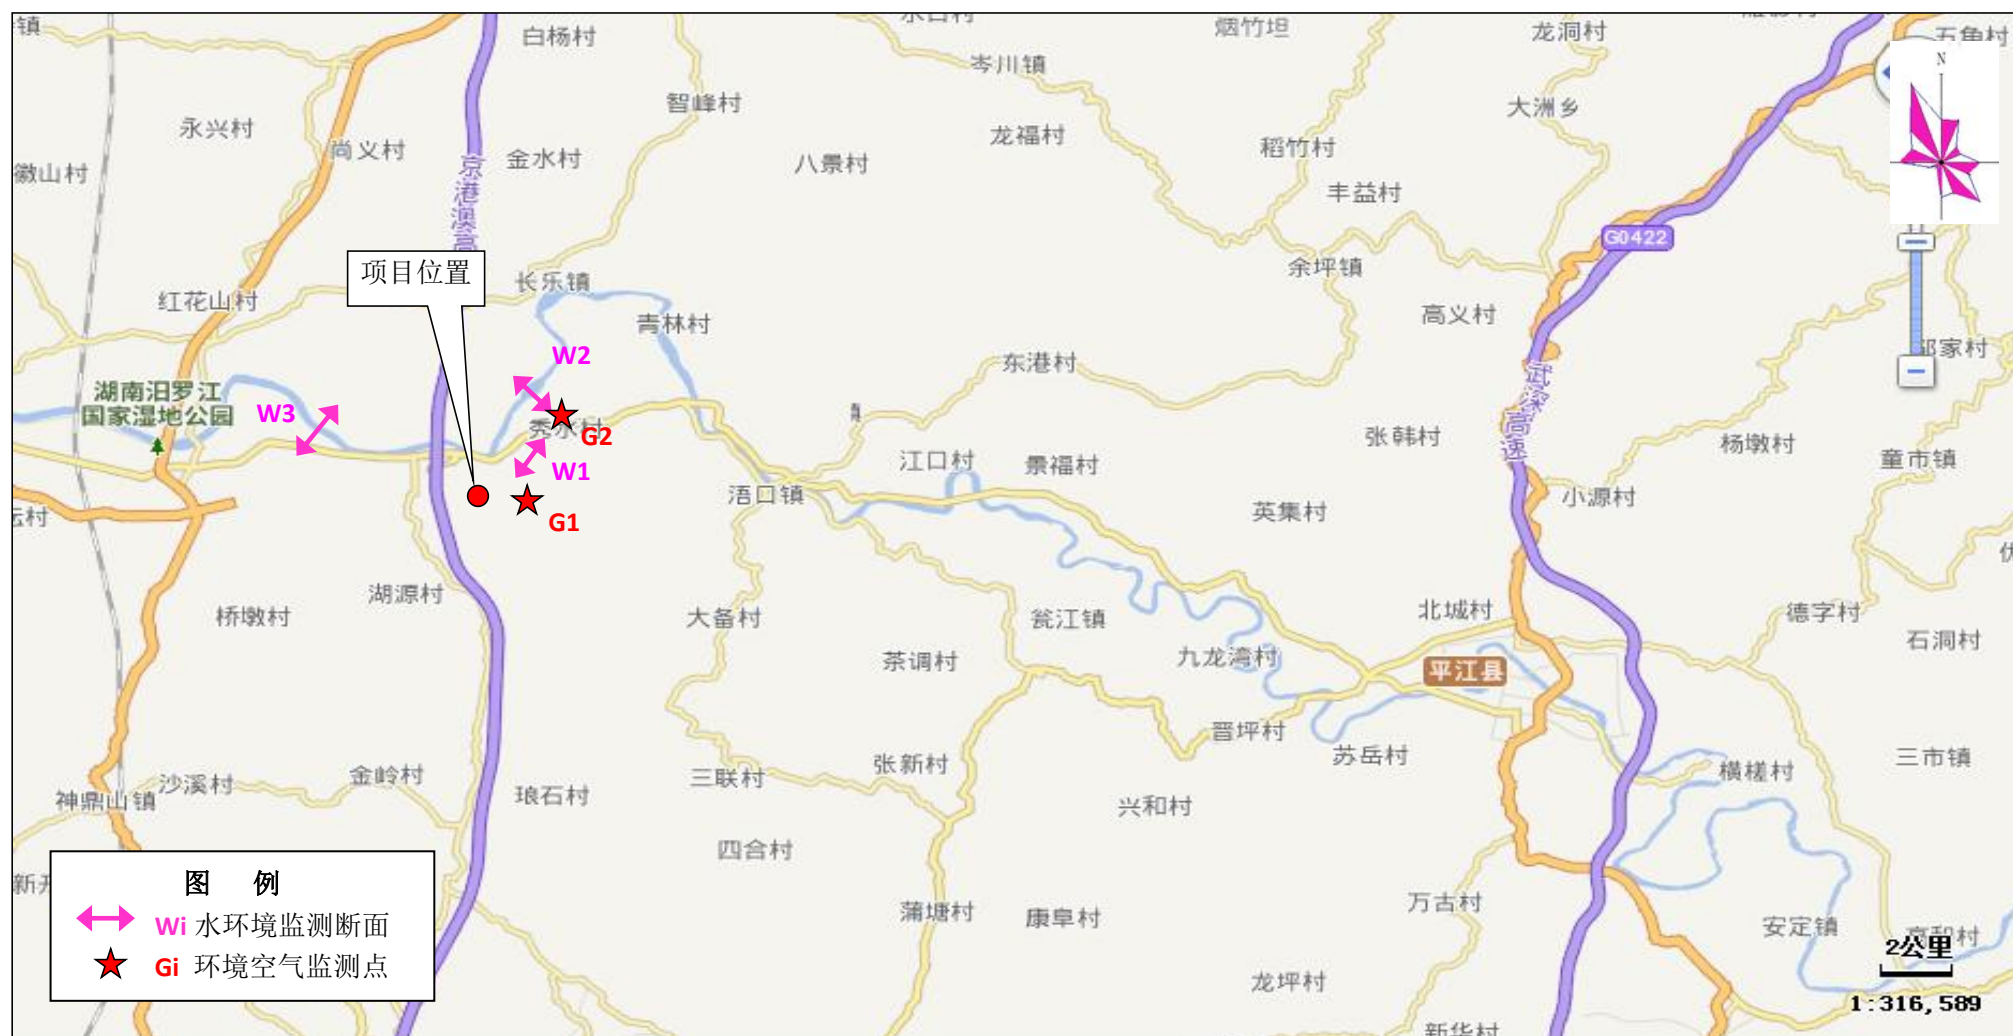 白杨村
烟竹坦
龙洞村
五角村
岑川镇
智峰村
大洲乡
N
永兴村
尚义村
金水村
八景村
龙福村
稻竹村
徽山村
京港澳高
丰益村
G0422
项目位置
长乐镇
余坪镇
红花山村
青林村
高义村
W2
东港村
湖南汨罗江
国家湿地公园
W3
武深高速
秀水村
G2
张韩村
杨墩村
W1
江口村
景福村
童市镇
浯口镇
G1
英集村
小源村
湖源村
桥墩村
大备村
瓮江镇
北城村
德字村
石洞村
茶调村
九龙湾村
平江县
晋坪村
苏岳村
三市镇
横槎村
张新村
三联村
金岭村
沙溪村
神鼎山镇
琅石村
兴和村
四合村
图 例
Wi 水环境监测断面
Gi 环境空气监测点
蒲塘村
康阜村
万古村
安定镇
2公里
龙坪村
1:316,589
新华村